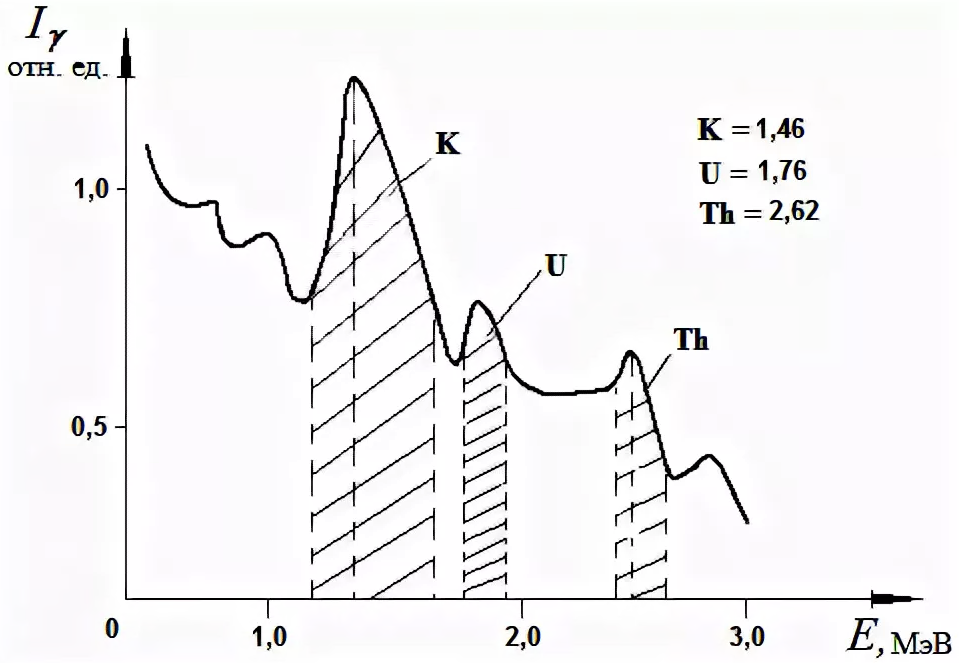 Iγ
отн. ед.
K = 1,46
U = 1,76
Th = 2,62
K
1,0
U
Th
0,5
0
1,0
2,0
3,0
E, МэВ